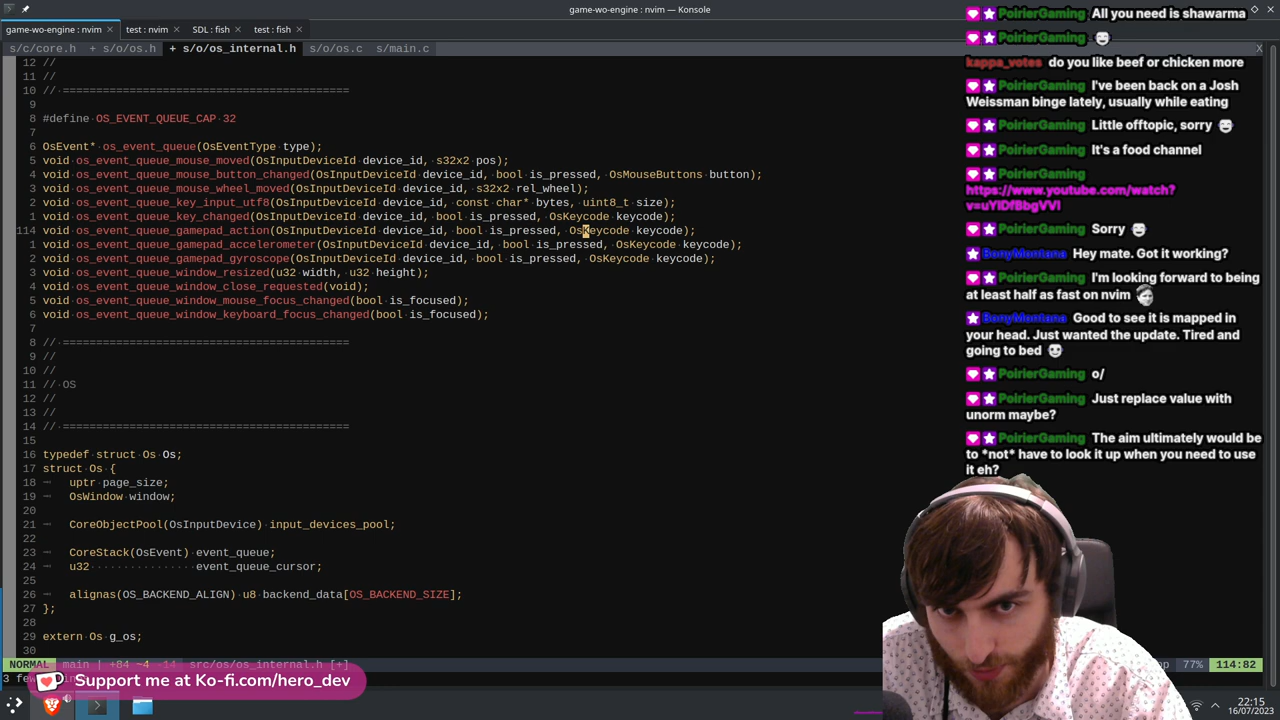 game-wo-engine : nvim — Konsole
game-wo-engine : nvim
test : nvim
SDL : fish
test : fish
s/c/core.h
+ s/o/os.h
+ s/o/os_internal.h
s/o/os.c
s/main.c
X
12 //
11 //
10 // ==========================================
9
8 #define OS_EVENT_QUEUE_CAP 32
7
6 OsEvent* os_event_queue(OsEventType type);
5 void os_event_queue_mouse_moved(OsInputDeviceId device_id, s32x2 pos);
4 void os_event_queue_mouse_button_changed(OsInputDeviceId device_id, bool is_pressed, OsMouseButtons button);
3 void os_event_queue_mouse_wheel_moved(OsInputDeviceId device_id, s32x2 rel_wheel);
2 void os_event_queue_key_input_utf8(OsInputDeviceId device_id, const char* bytes, uint8_t size);
1 void os_event_queue_key_changed(OsInputDeviceId device_id, bool is_pressed, OsKeycode keycode);
114 void os_event_queue_gamepad_action(OsInputDeviceId device_id, bool is_pressed, OsKeycode keycode);
1 void os_event_queue_gamepad_accelerometer(OsInputDeviceId device_id, bool is_pressed, OsKeycode keycode);
2 void os_event_queue_gamepad_gyroscope(OsInputDeviceId device_id, bool is_pressed, OsKeycode keycode);
3 void os_event_queue_window_resized(u32 width, u32 height);
4 void os_event_queue_window_close_requested(void);
5 void os_event_queue_window_mouse_focus_changed(bool is_focused);
6 void os_event_queue_window_keyboard_focus_changed(bool is_focused);
7
8 // ==========================================
9 //
10 //
11 // OS
12 //
13 //
14 // ==========================================
15
16 typedef struct Os Os;
17 struct Os {
18 uptr page_size;
19 OsWindow window;
20
21 CoreObjectPool(OsInputDevice) input_devices_pool;
22
23 CoreStack(OsEvent) event_queue;
24 u32 event_queue_cursor;
25
26 alignas(OS_BACKEND_ALIGN) u8 backend_data[OS_BACKEND_SIZE];
27 };
28
29 extern Os g_os;
30
NORMAL main | +84 ~4 -14 src/os/os_internal.h [+]
77% 114:82
3 few
Support me at Ko-fi.com/hero_dev
22:15
16/07/2023
PoirierGaming All you need is shawarma
PoirierGaming
kappa_votes do you like beef or chicken more
PoirierGaming I've been back on a Josh
Weissman binge lately, usually while eating
PoirierGaming Little offtopic, sorry
PoirierGaming It's a food channel
PoirierGaming
https://www.youtube.com/watch?
PoirierGaming Sorry
BonyMontana Hey mate. Got it working?
PoirierGaming I'm looking forward to being
at least half as fast on nvim
BonyMontana Good to see it is mapped in
your head. Just wanted the update. Tired and
going to bed
PoirierGaming o/
PoirierGaming Just replace value with
unorm maybe?
PoirierGaming The aim ultimately would be
to *not* have to look it up when you need to use
it eh?